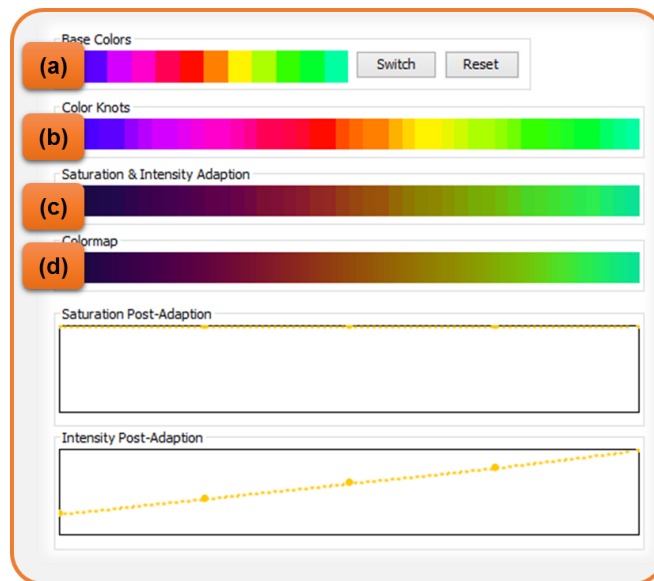 Base Colors
(a)
Switch
Reset
Color Knots
(b)
Saturation & Intensity Adaption
(c)
Colormap
(d)
Saturation Post-Adaption
Intensity Post-Adaption